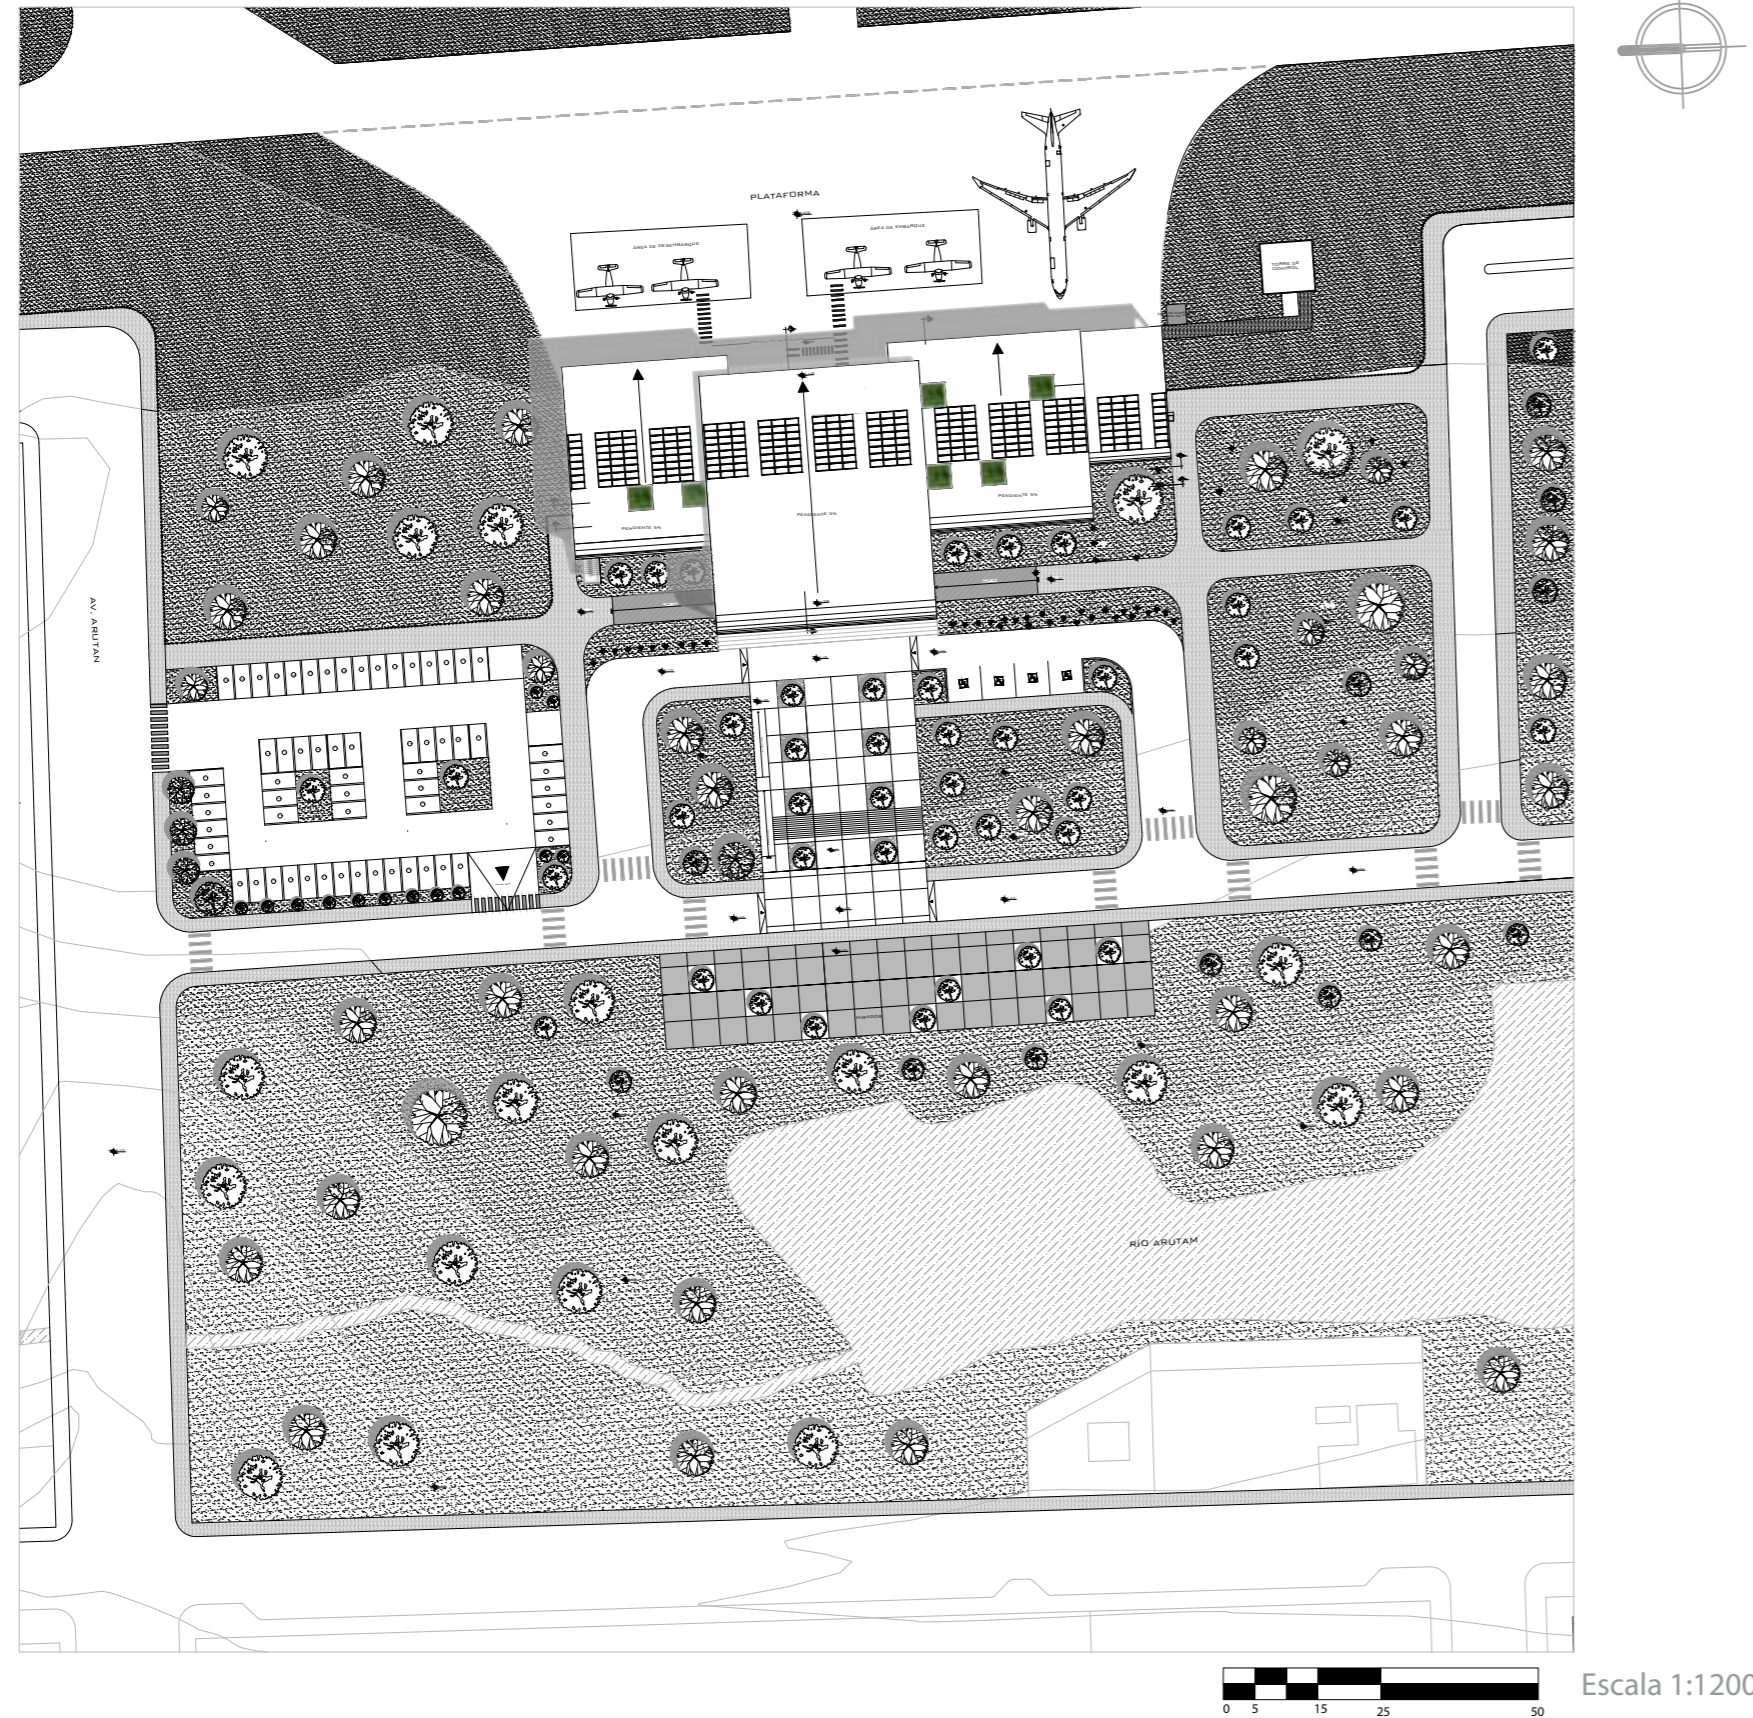 PLATAFORMA
ÁREA DE DESEMBARQUE
ÁREA DE EMBARQUE
TORRE DE
CONTROL
PENDIENTE 5%
PENDIENTE 5%
PENDIENTE 5%
AV. ARUTAN
RÍO ARUTAM
0 5 15 25 50
Escala 1:1200